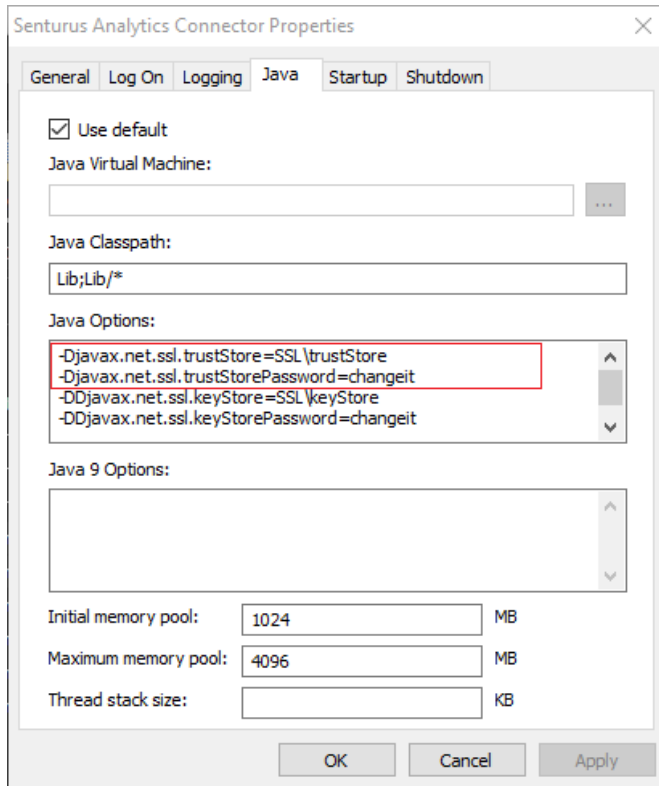 Senturus Analytics Connector Properties
General Log On Logging Java Startup Shutdown
Use default
Java Virtual Machine:
...
Java Classpath:
Lib;Lib/*
Java Options:
-Djavax.net.ssl.trustStore=SSL\trustStore
-Djavax.net.ssl.trustStorePassword=changeit
-DDjavax.net.ssl.keyStore=SSL\keyStore
-DDjavax.net.ssl.keyStorePassword=changeit
Java 9 Options:
Initial memory pool: 1024 MB
Maximum memory pool: 4096 MB
Thread stack size: KB
OK Cancel Apply